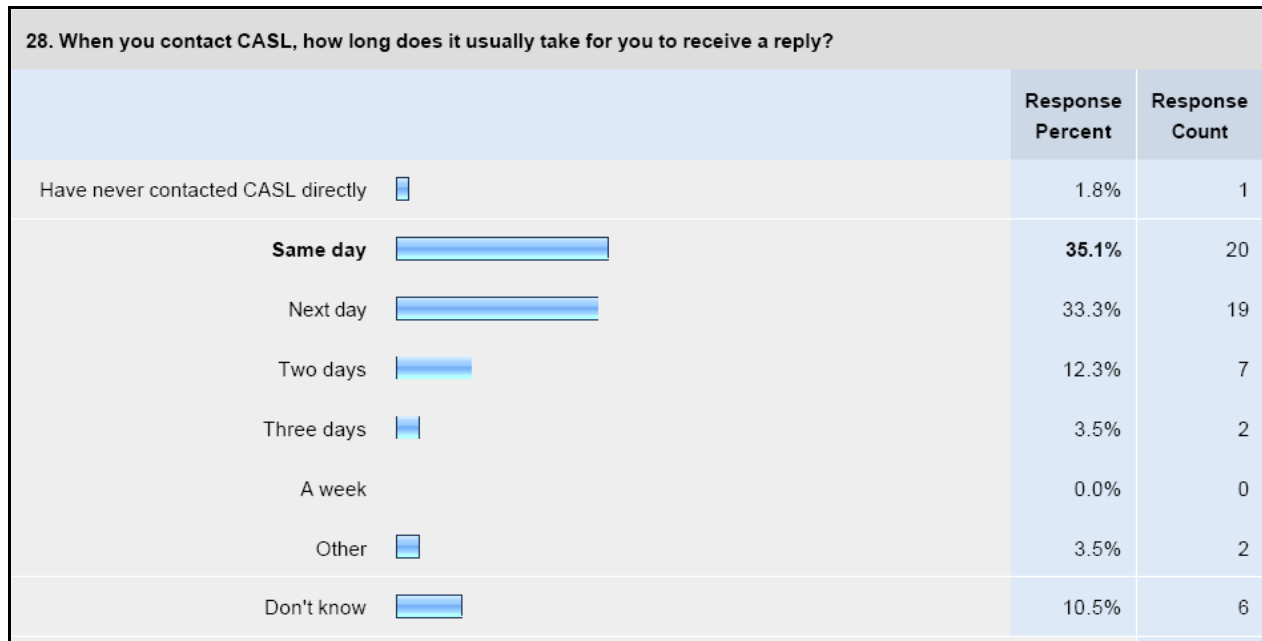 28. When you contact CASL, how long does it usually take for you to receive a reply?
Response Percent Response Count
Have never contacted CASL directly 1.8% 1
Same day 35.1% 20
Next day 33.3% 19
Two days 12.3% 7
Three days 3.5% 2
A week 0.0% 0
Other 3.5% 2
Don't know 10.5% 6